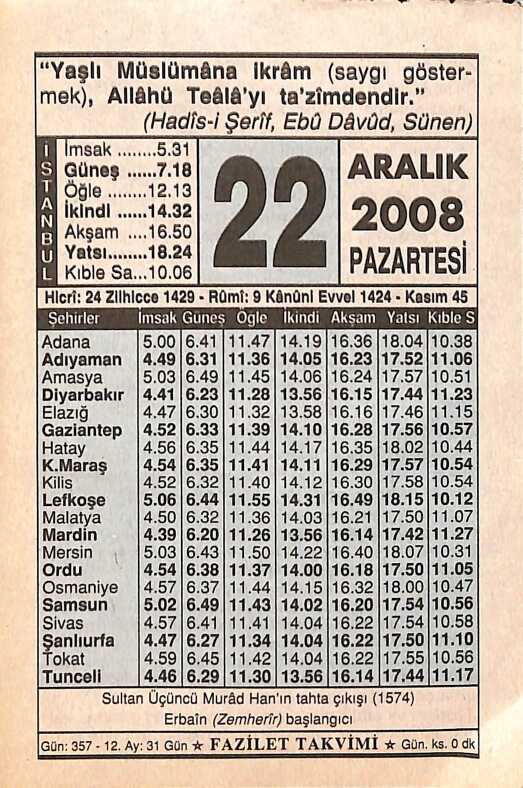 “Yaşlı Müslümâna ikrâm (saygı göster-
mek), Allâhü Teâlâ’yı ta’zîmdendir.”
(Hadîs-i Şerîf, Ebû Dâvûd, Sünen)
İSTANBUL
İmsak ........5.31
Güneş ......7.18
Öğle ........12.13
İkindi ......14.32
Akşam ....16.50
Yatsı........18.24
Kıble Sa...10.06
22
ARALIK
2008
PAZARTESİ
Hicrî: 24 Zilhicce 1429 - Rûmî: 9 Kânûni Evvel 1424 - Kasım 45
Şehirler İmsak Güneş Öğle İkindi Akşam Yatsı Kıble S
Adana 5.00 6.41 11.47 14.19 16.36 18.04 10.38
Adıyaman 4.49 6.31 11.36 14.05 16.23 17.52 11.06
Amasya 5.03 6.49 11.45 14.06 16.24 17.57 10.51
Diyarbakır 4.41 6.23 11.28 13.56 16.15 17.44 11.23
Elazığ 4.47 6.30 11.32 13.58 16.16 17.46 11.15
Gaziantep 4.52 6.33 11.39 14.10 16.28 17.56 10.57
Hatay 4.56 6.35 11.44 14.17 16.35 18.02 10.44
K.Maraş 4.54 6.35 11.41 14.11 16.29 17.57 10.54
Kilis 4.52 6.32 11.40 14.12 16.30 17.58 10.54
Lefkoşe 5.06 6.44 11.55 14.31 16.49 18.15 10.12
Malatya 4.50 6.32 11.36 14.03 16.21 17.50 11.07
Mardin 4.39 6.20 11.26 13.56 16.14 17.42 11.27
Mersin 5.03 6.43 11.50 14.22 16.40 18.07 10.31
Ordu 4.54 6.38 11.37 14.00 16.18 17.50 11.05
Osmaniye 4.57 6.37 11.44 14.15 16.32 18.00 10.47
Samsun 5.02 6.49 11.43 14.02 16.20 17.54 10.56
Sivas 4.57 6.41 11.41 14.04 16.22 17.54 10.58
Şanlıurfa 4.47 6.27 11.34 14.04 16.22 17.50 11.10
Tokat 4.59 6.45 11.42 14.04 16.22 17.55 10.56
Tunceli 4.46 6.29 11.30 13.56 16.14 17.44 11.17
Sultan Üçüncü Murâd Han’ın tahta çıkışı (1574)
Erbaîn (Zemherîr) başlangıcı
Gün: 357 - 12. Ay: 31 Gün ★ FAZİLET TAKVİMİ ★ Gün. ks. 0 dk